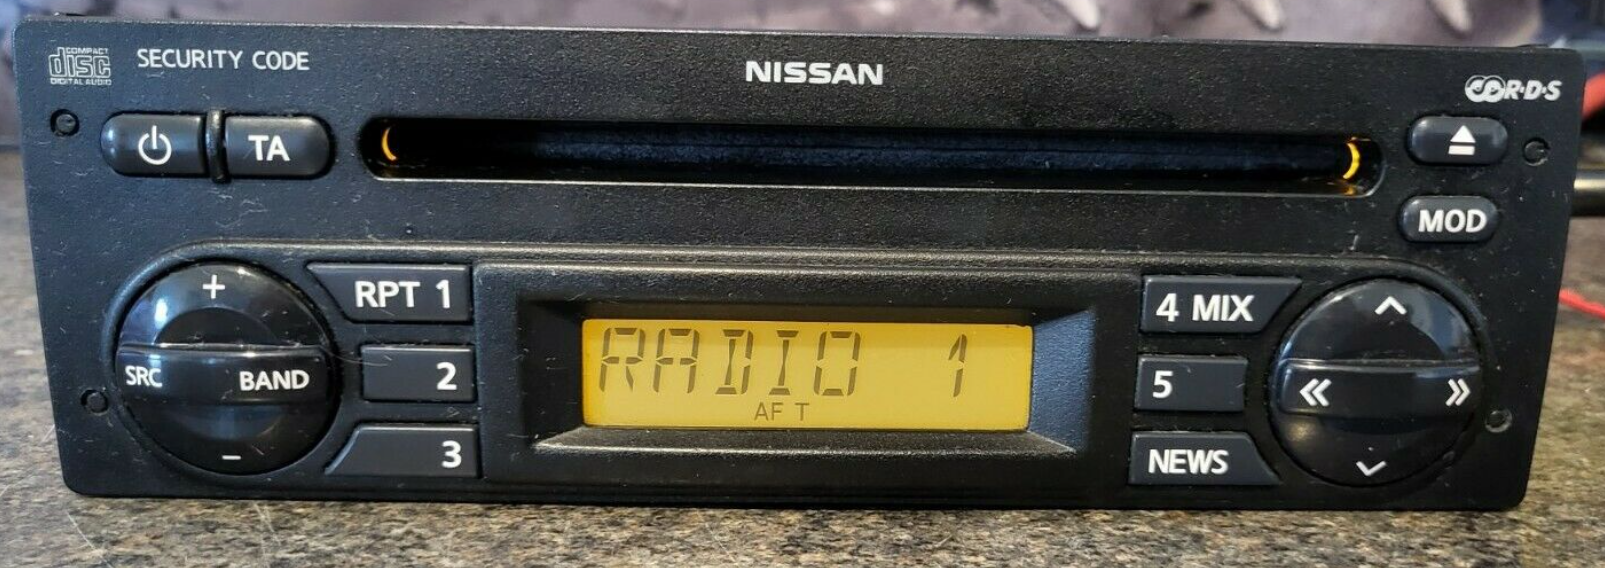 COMPACT
disc
DIGITAL AUDIO
SECURITY CODE
NISSAN
R·D·S
TA
MOD
+
RPT 1
4 MIX
SRC
BAND
2
RADIO 1
AF T
5
−
3
NEWS